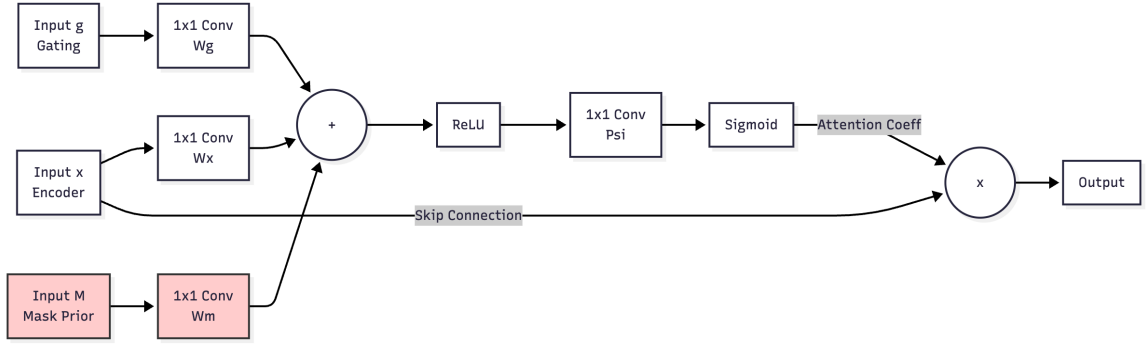 Input g
Gating
1x1 Conv
Wg
Input x
Encoder
1x1 Conv
Wx
+
ReLU
1x1 Conv
Psi
Sigmoid
Attention Coeff
x
Output
Skip Connection
Input M
Mask Prior
1x1 Conv
Wm